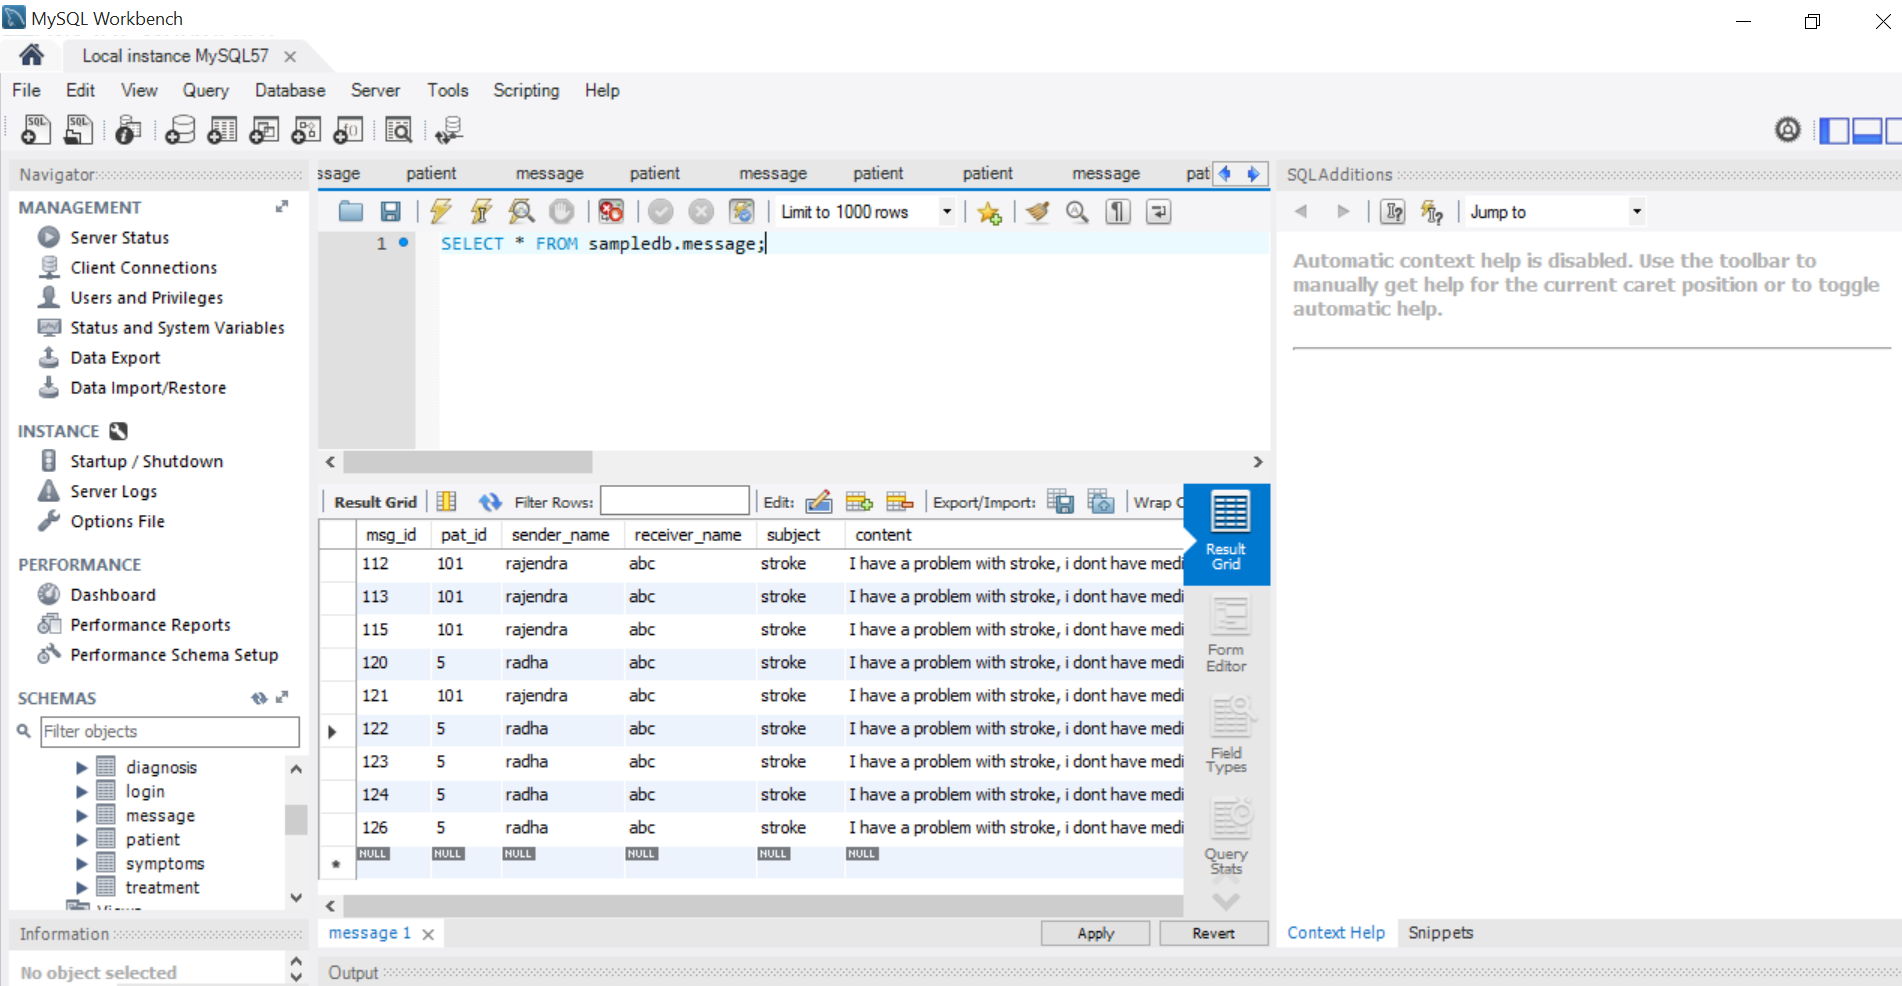 MySQL Workbench
Local instance MySQL57
File Edit View Query Database Server Tools Scripting Help
Navigator
MANAGEMENT
Server Status
Client Connections
Users and Privileges
Status and System Variables
Data Export
Data Import/Restore
INSTANCE
Startup / Shutdown
Server Logs
Options File
PERFORMANCE
Dashboard
Performance Reports
Performance Schema Setup
SCHEMAS
Filter objects
diagnosis
login
message
patient
symptoms
treatment
Views
Information
No object selected
ssage patient message patient message patient patient message pat
Limit to 1000 rows
1 SELECT * FROM sampledb.message;
Result Grid Filter Rows: Edit: Export/Import: Wrap C
msg_id pat_id sender_name receiver_name subject content
112 101 rajendra abc stroke I have a problem with stroke, i dont have medi
113 101 rajendra abc stroke I have a problem with stroke, i dont have medi
115 101 rajendra abc stroke I have a problem with stroke, i dont have medi
120 5 radha abc stroke I have a problem with stroke, i dont have medi
121 101 rajendra abc stroke I have a problem with stroke, i dont have medi
122 5 radha abc stroke I have a problem with stroke, i dont have medi
123 5 radha abc stroke I have a problem with stroke, i dont have medi
124 5 radha abc stroke I have a problem with stroke, i dont have medi
126 5 radha abc stroke I have a problem with stroke, i dont have medi
* NULL NULL NULL NULL NULL NULL
Result
Grid
Form
Editor
Field
Types
Query
Stats
message 1
Apply Revert
Output
SQLAdditions
Jump to
Automatic context help is disabled. Use the toolbar to
manually get help for the current caret position or to toggle
automatic help.
Context Help Snippets